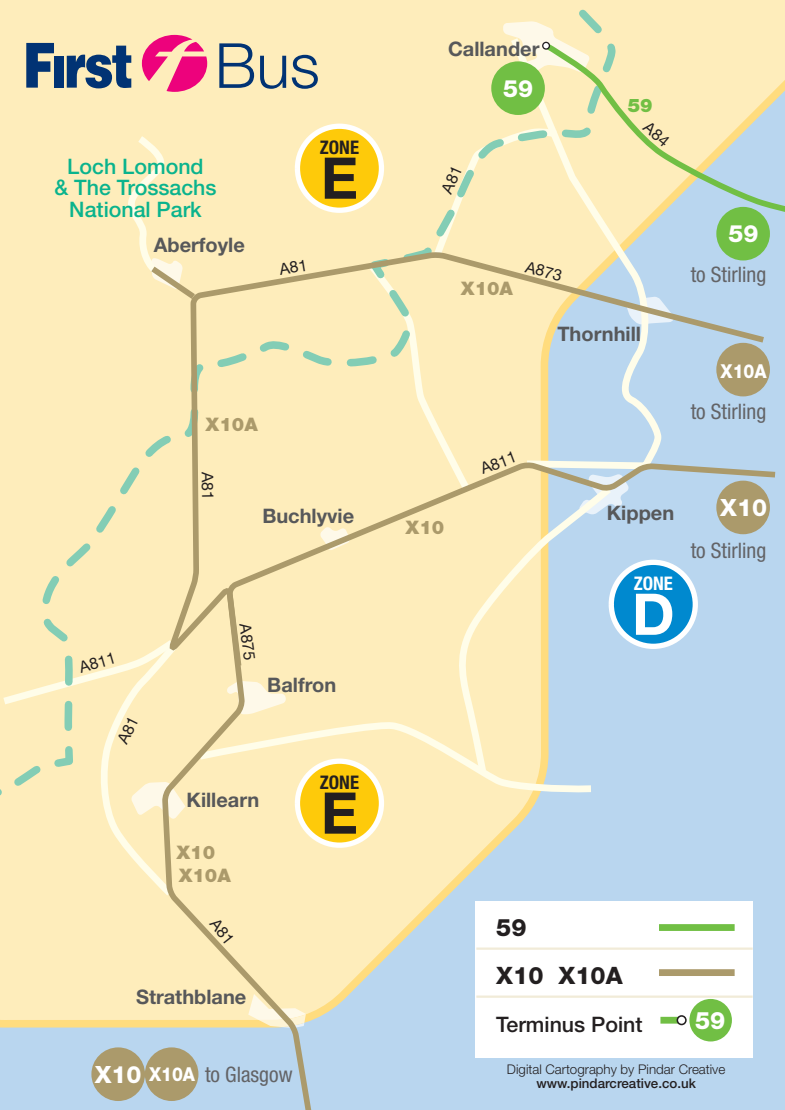 First Bus
Callander
59
59
A84
ZONE
E
Loch Lomond
& The Trossachs
National Park
A81
Aberfoyle
59
to Stirling
A81
A873
X10A
Thornhill
X10A
to Stirling
X10A
A81
A811
Buchlyvie
X10
Kippen
X10
to Stirling
ZONE
D
A875
A811
Balfron
A81
ZONE
E
Killearn
X10
X10A
A81
Strathblane
X10 X10A to Glasgow
59
X10 X10A
Terminus Point 59
Digital Cartography by Pindar Creative
www.pindarcreative.co.uk